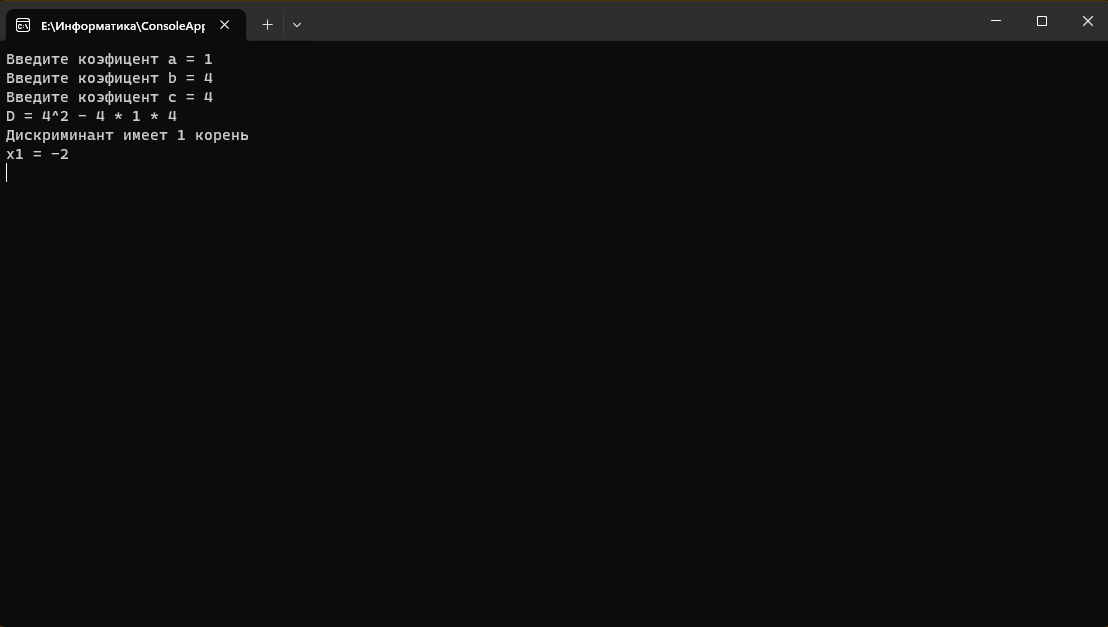 E:\Информатика\ConsoleApp
Введите коэфицент a = 1
Введите коэфицент b = 4
Введите коэфицент c = 4
D = 4^2 - 4 * 1 * 4
Дискриминант имеет 1 корень
x1 = -2